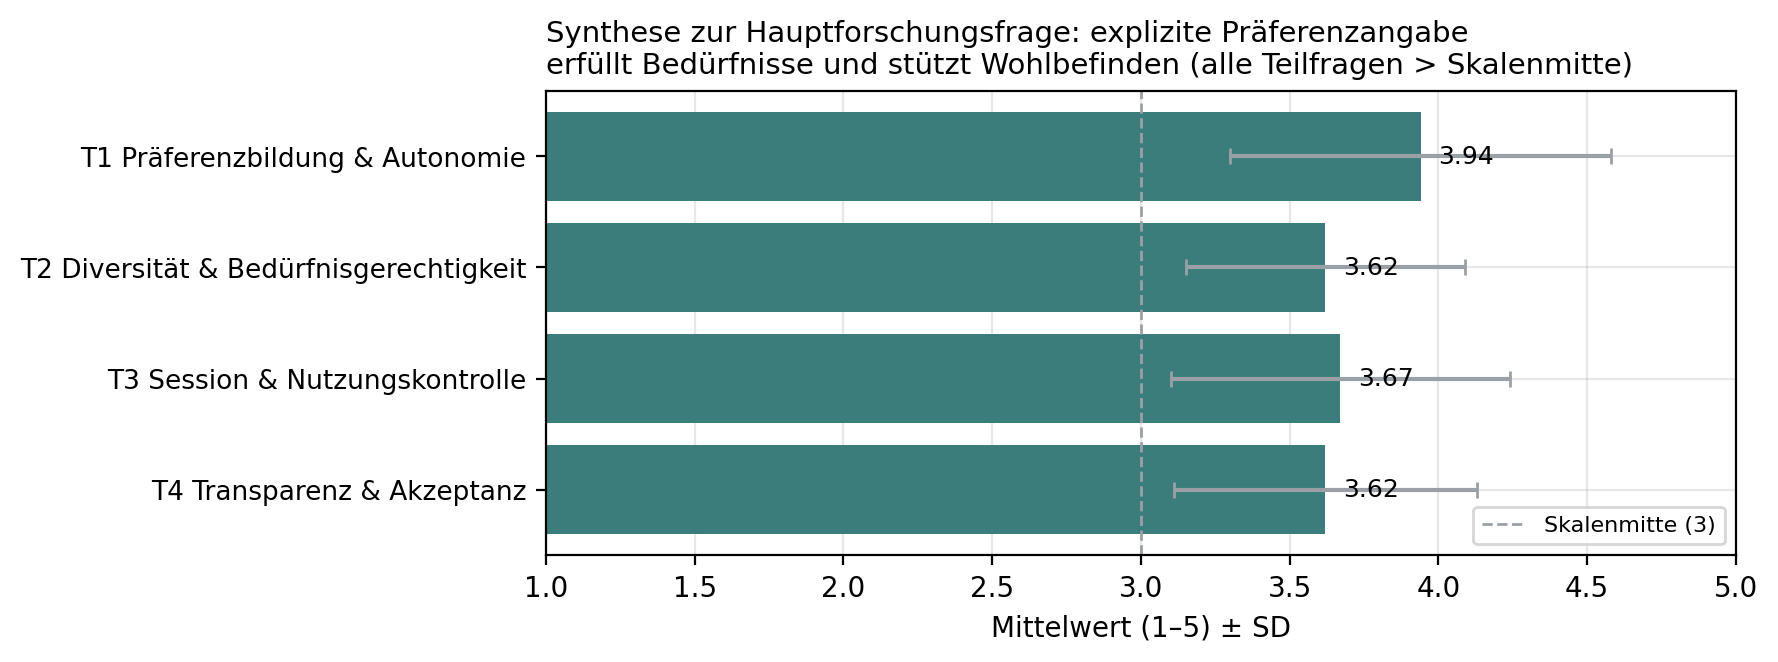 Synthese zur Hauptforschungsfrage: explizite Präferenzangabe
erfüllt Bedürfnisse und stützt Wohlbefinden (alle Teilfragen > Skalenmitte)
T1 Präferenzbildung & Autonomie
3.94
T2 Diversität & Bedürfnisgerechtigkeit
3.62
T3 Session & Nutzungskontrolle
3.67
T4 Transparenz & Akzeptanz
3.62
Skalenmitte (3)
1.0 1.5 2.0 2.5 3.0 3.5 4.0 4.5 5.0
Mittelwert (1–5) ± SD